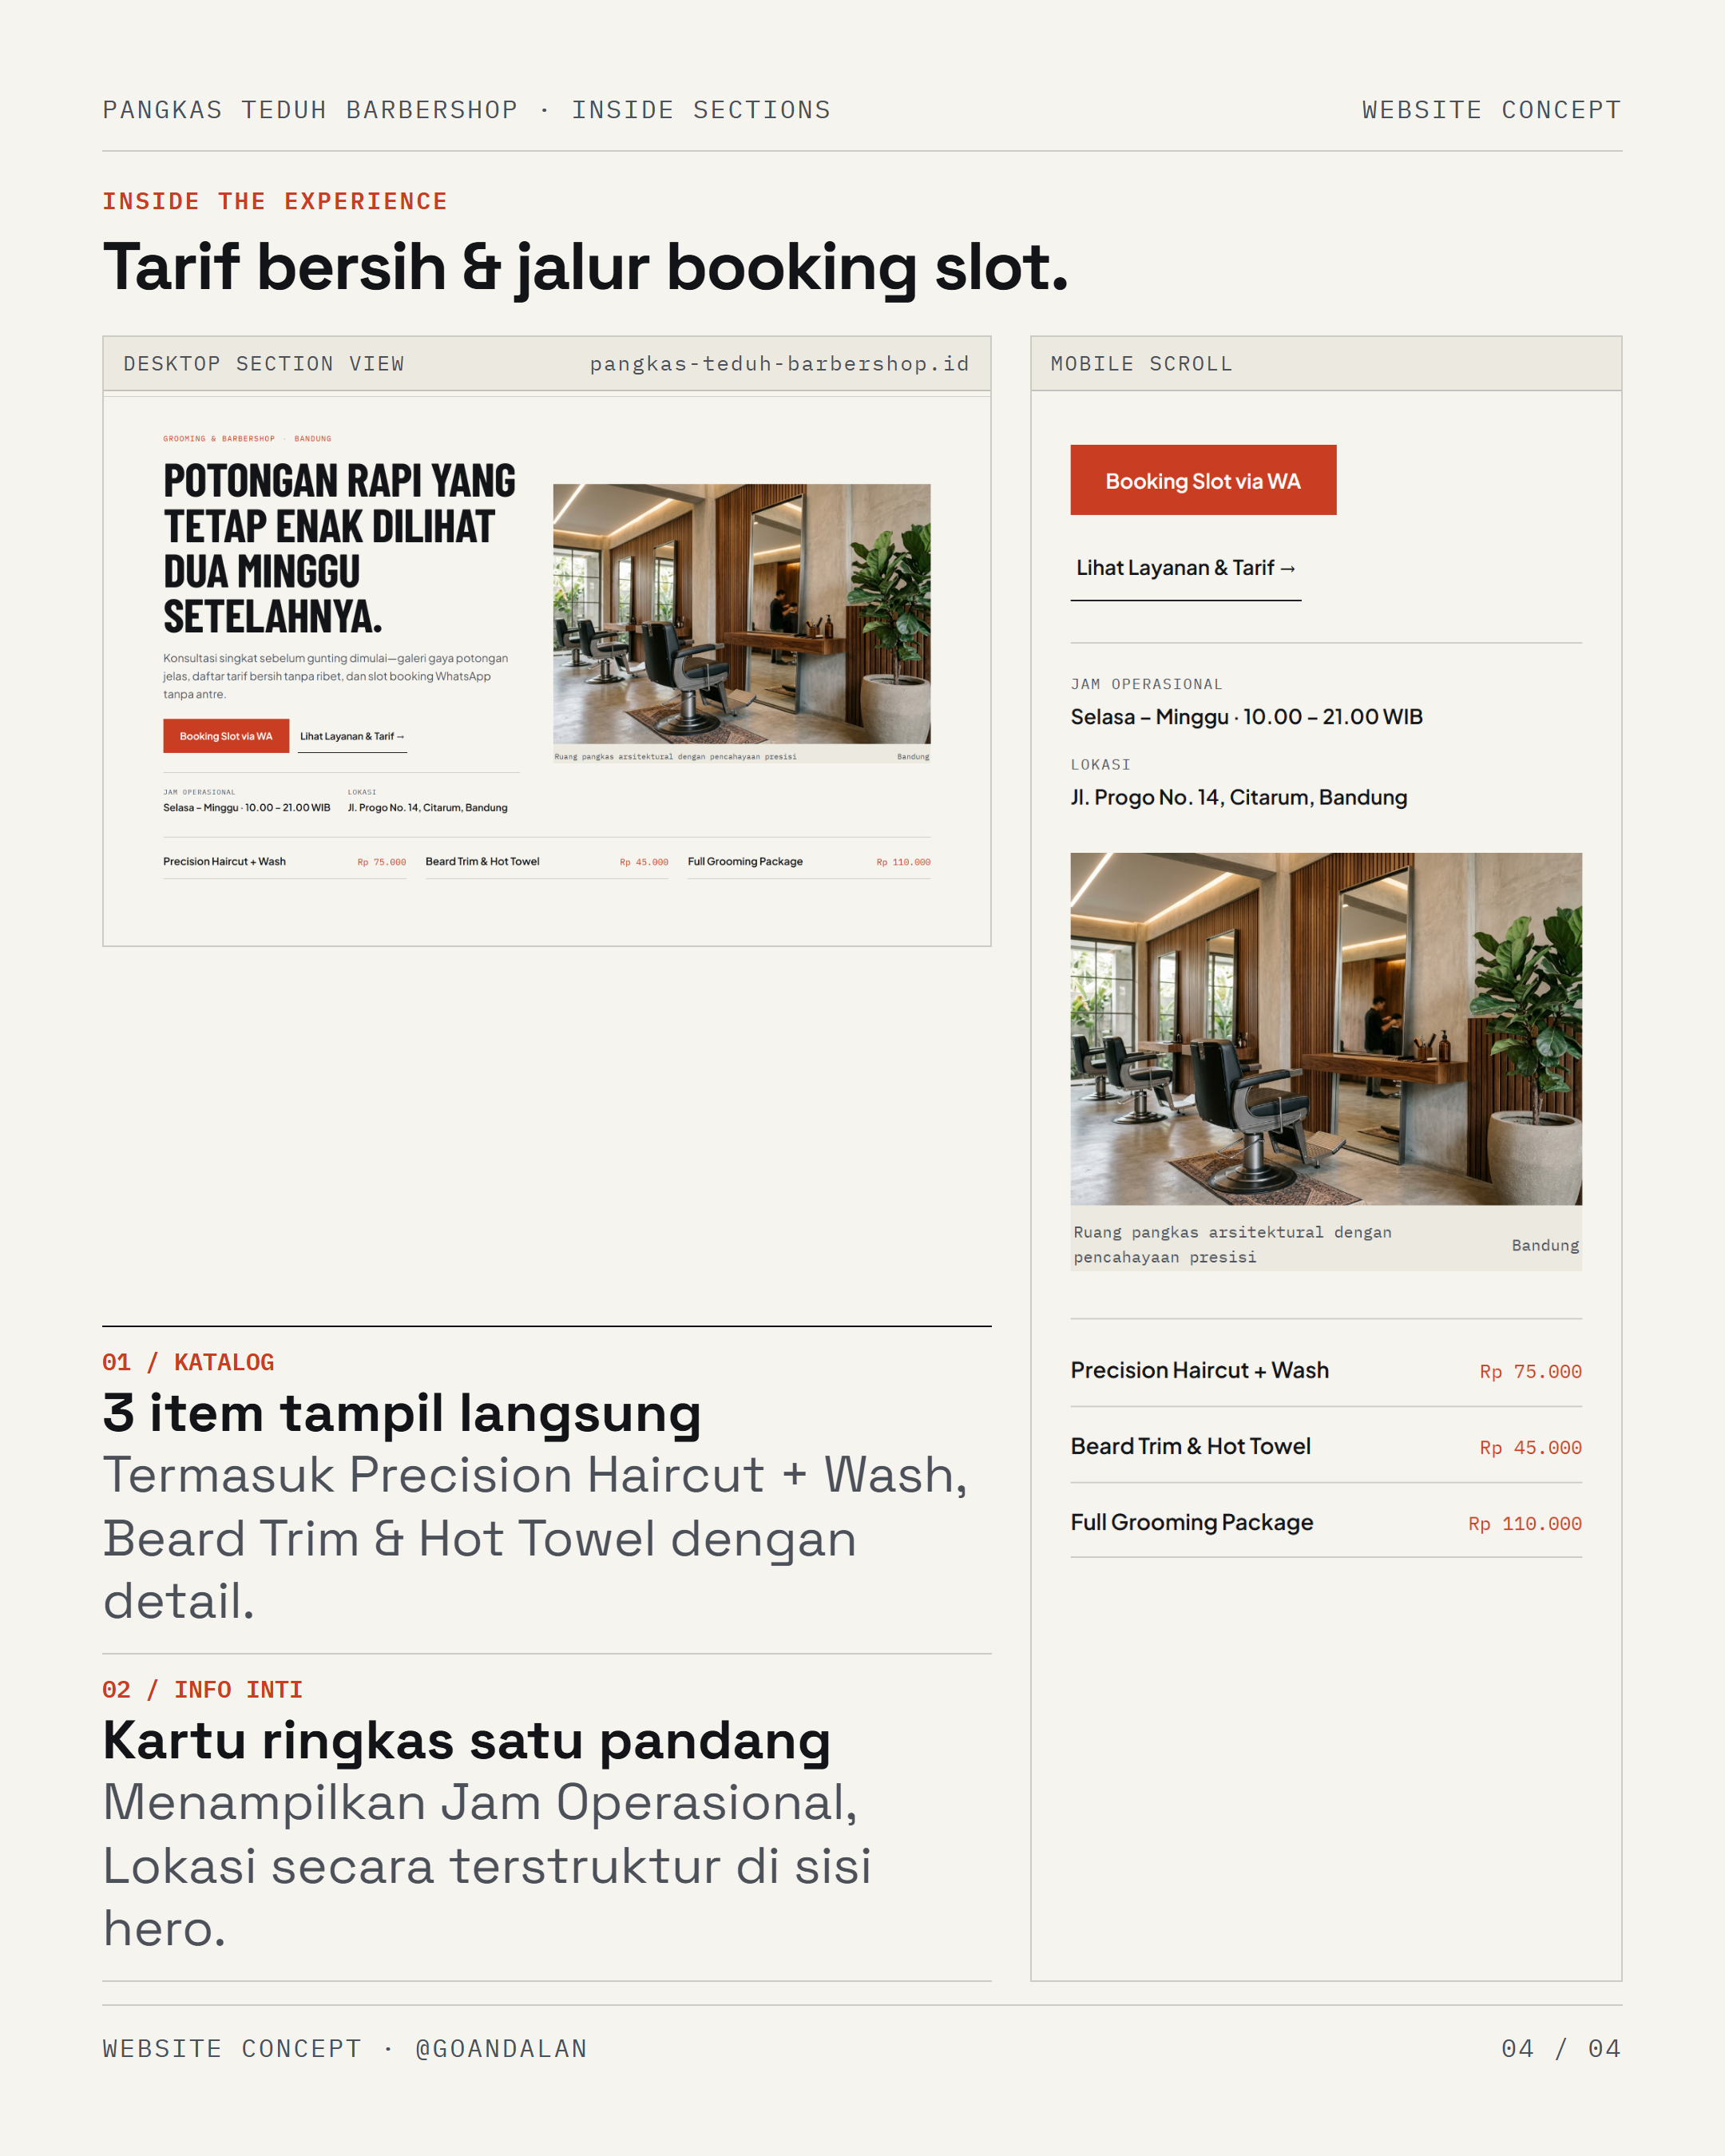 PANGKAS TEDUH BARBERSHOP · INSIDE SECTIONS
WEBSITE CONCEPT
INSIDE THE EXPERIENCE
Tarif bersih & jalur booking slot.
DESKTOP SECTION VIEW
pangkas-teduh-barbershop.id
GROOMING & BARBERSHOP · BANDUNG
POTONGAN RAPI YANG
TETAP ENAK DILIHAT
DUA MINGGU
SETELAHNYA.
Konsultasi singkat sebelum gunting dimulai—galeri gaya potongan
jelas, daftar tarif bersih tanpa ribet, dan slot booking WhatsApp
tanpa antre.
Booking Slot via WA
Lihat Layanan & Tarif →
Ruang pangkas arsitektural dengan pencahayaan presisi
Bandung
JAM OPERASIONAL
Selasa – Minggu · 10.00 – 21.00 WIB
LOKASI
Jl. Progo No. 14, Citarum, Bandung
Precision Haircut + Wash
Rp 75.000
Beard Trim & Hot Towel
Rp 45.000
Full Grooming Package
Rp 110.000
01 / KATALOG
3 item tampil langsung
Termasuk Precision Haircut + Wash,
Beard Trim & Hot Towel dengan
detail.
02 / INFO INTI
Kartu ringkas satu pandang
Menampilkan Jam Operasional,
Lokasi secara terstruktur di sisi
hero.
MOBILE SCROLL
Booking Slot via WA
Lihat Layanan & Tarif →
JAM OPERASIONAL
Selasa – Minggu · 10.00 – 21.00 WIB
LOKASI
Jl. Progo No. 14, Citarum, Bandung
Ruang pangkas arsitektural dengan
pencahayaan presisi
Bandung
Precision Haircut + Wash
Rp 75.000
Beard Trim & Hot Towel
Rp 45.000
Full Grooming Package
Rp 110.000
WEBSITE CONCEPT · @GOANDALAN
04 / 04